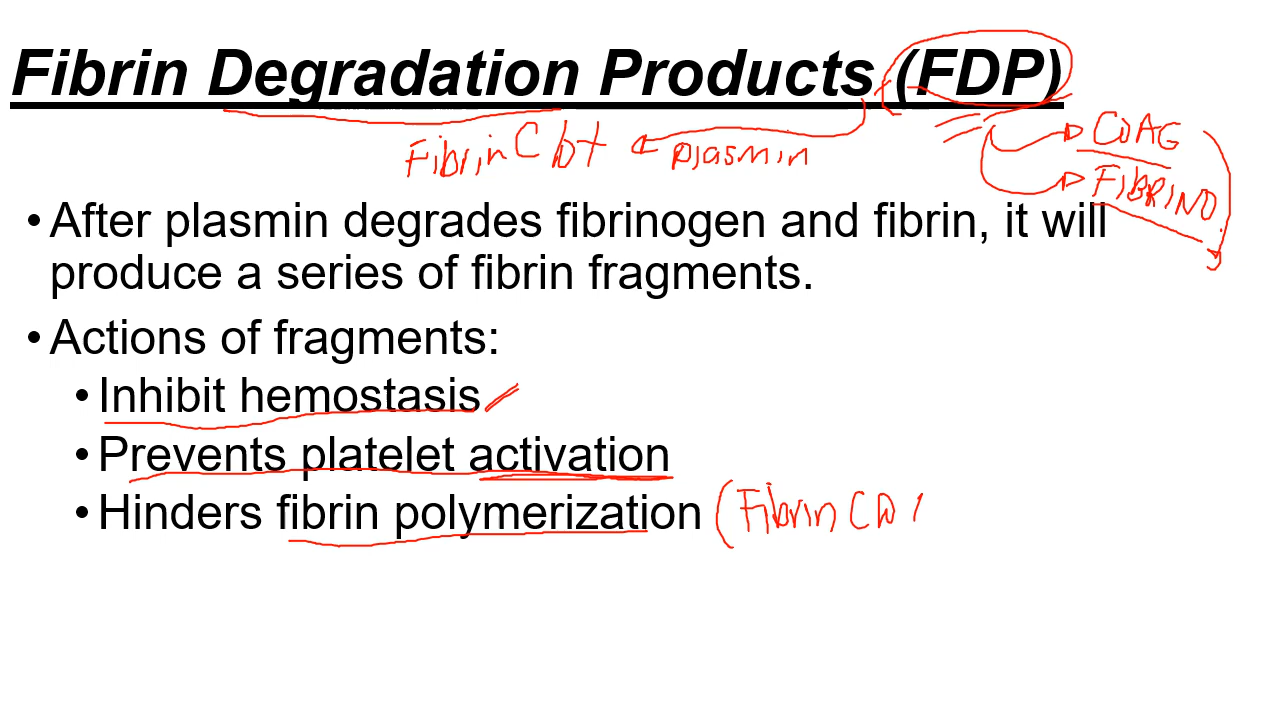 Fibrin Degradation Products (FDP)
COAG
Fibrin Clot plasmin
FIBRINO
• After plasmin degrades fibrinogen and fibrin, it will
produce a series of fibrin fragments.
• Actions of fragments:
• Inhibit hemostasis
• Prevents platelet activation
• Hinders fibrin polymerization (Fibrin